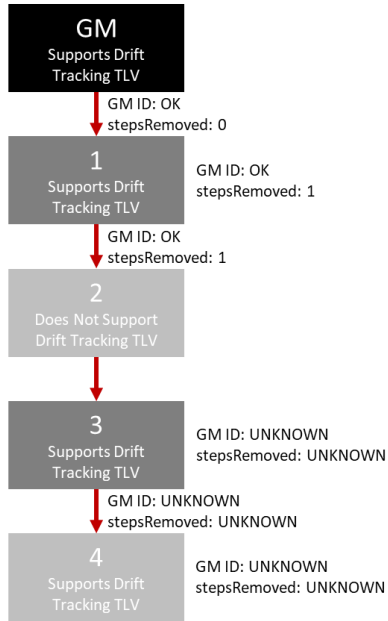 GM
Supports Drift
Tracking TLV
GM ID: OK
stepsRemoved: 0
1
Supports Drift
Tracking TLV
GM ID: OK
stepsRemoved: 1
GM ID: OK
stepsRemoved: 1
2
Does Not Support
Drift Tracking TLV
3
Supports Drift
Tracking TLV
GM ID: UNKNOWN
stepsRemoved: UNKNOWN
GM ID: UNKNOWN
stepsRemoved: UNKNOWN
4
Supports Drift
Tracking TLV
GM ID: UNKNOWN
stepsRemoved: UNKNOWN